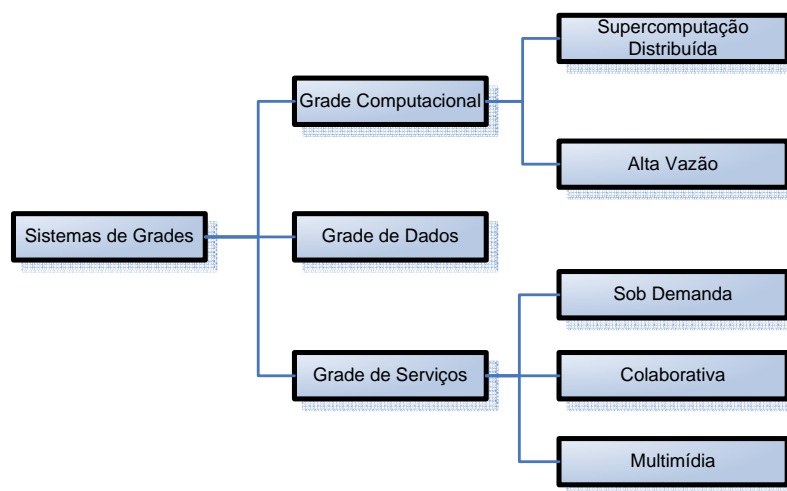 Supercomputação
Distribuída
Grade Computacional
Alta Vazão
Sistemas de Grades
Grade de Dados
Sob Demanda
Grade de Serviços
Colaborativa
Multimídia